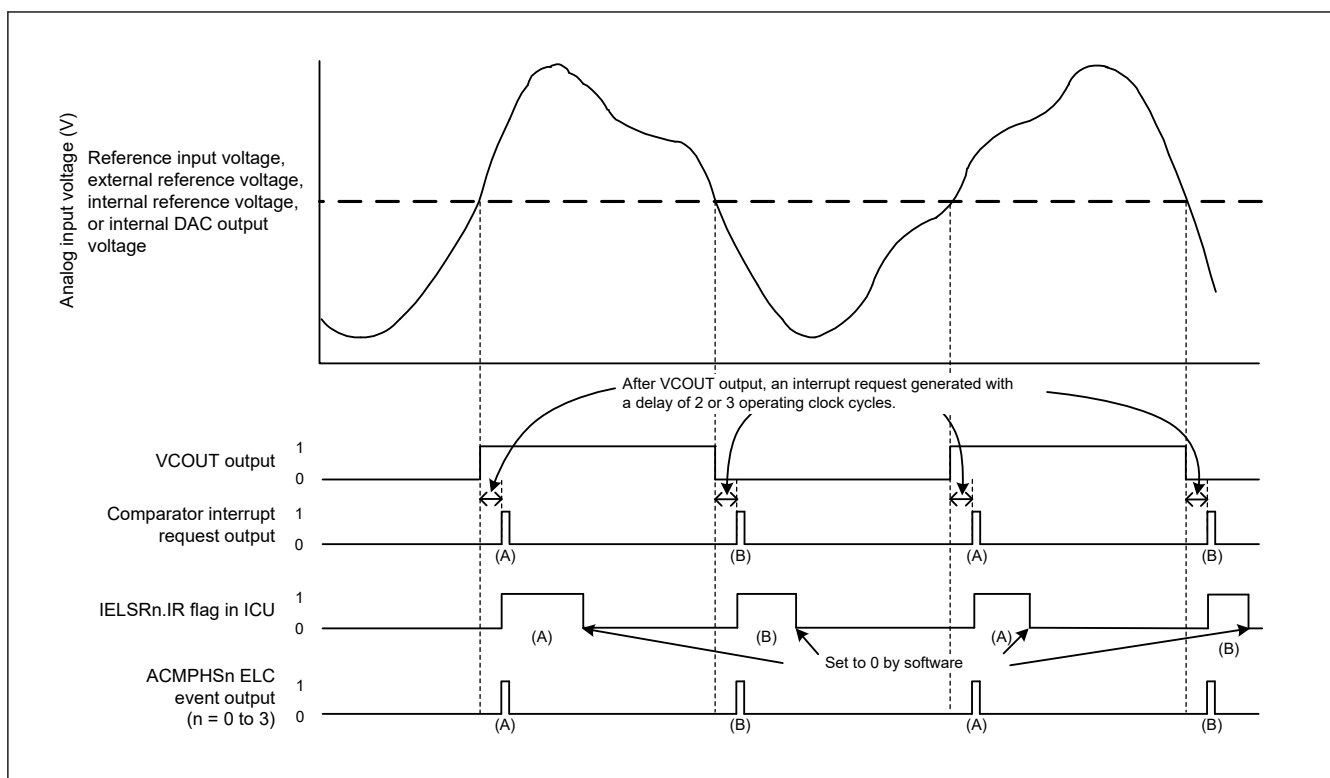 Analog input voltage (V)
Reference input voltage,
external reference voltage,
internal reference voltage,
or internal DAC output
voltage
After VCOUT output, an interrupt request generated with
a delay of 2 or 3 operating clock cycles.
VCOUT output
1
0
Comparator interrupt
request output
1
0
(A)
(B)
(A)
(B)
IELSRn.IR flag in ICU
1
0
(A)
(B)
(A)
(B)
Set to 0 by software
ACMPHSn ELC
event output
(n = 0 to 3)
1
0
(A)
(B)
(A)
(B)